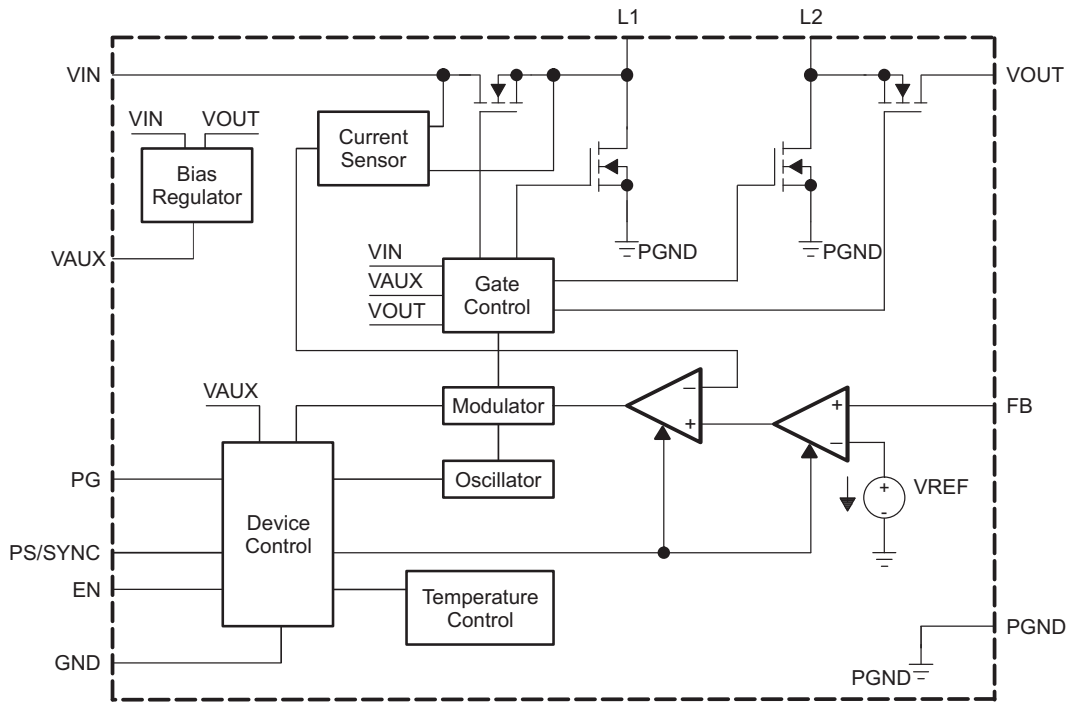 L1
L2
VIN
VOUT
VIN
VOUT
Current
Sensor
Bias
Regulator
VAUX
PGND
PGND
VIN
VAUX
VOUT
Gate
Control
VAUX
Modulator
−
+
+
−
FB
PG
Oscillator
+
-
VREF
Device
Control
PS/SYNC
EN
Temperature
Control
GND
PGND
PGND